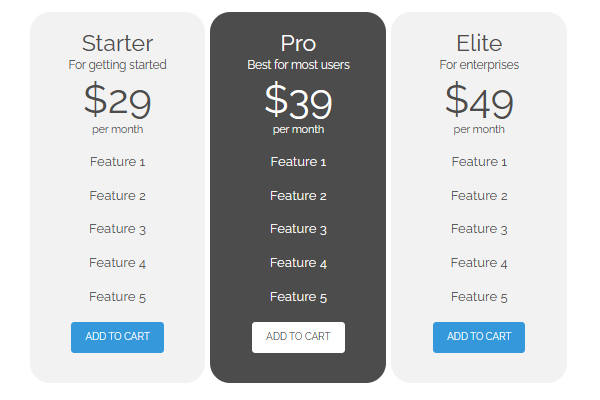 Starter
For getting started
$29
per month
Feature 1
Feature 2
Feature 3
Feature 4
Feature 5
ADD TO CART
Pro
Best for most users
$39
per month
Feature 1
Feature 2
Feature 3
Feature 4
Feature 5
ADD TO CART
Elite
For enterprises
$49
per month
Feature 1
Feature 2
Feature 3
Feature 4
Feature 5
ADD TO CART